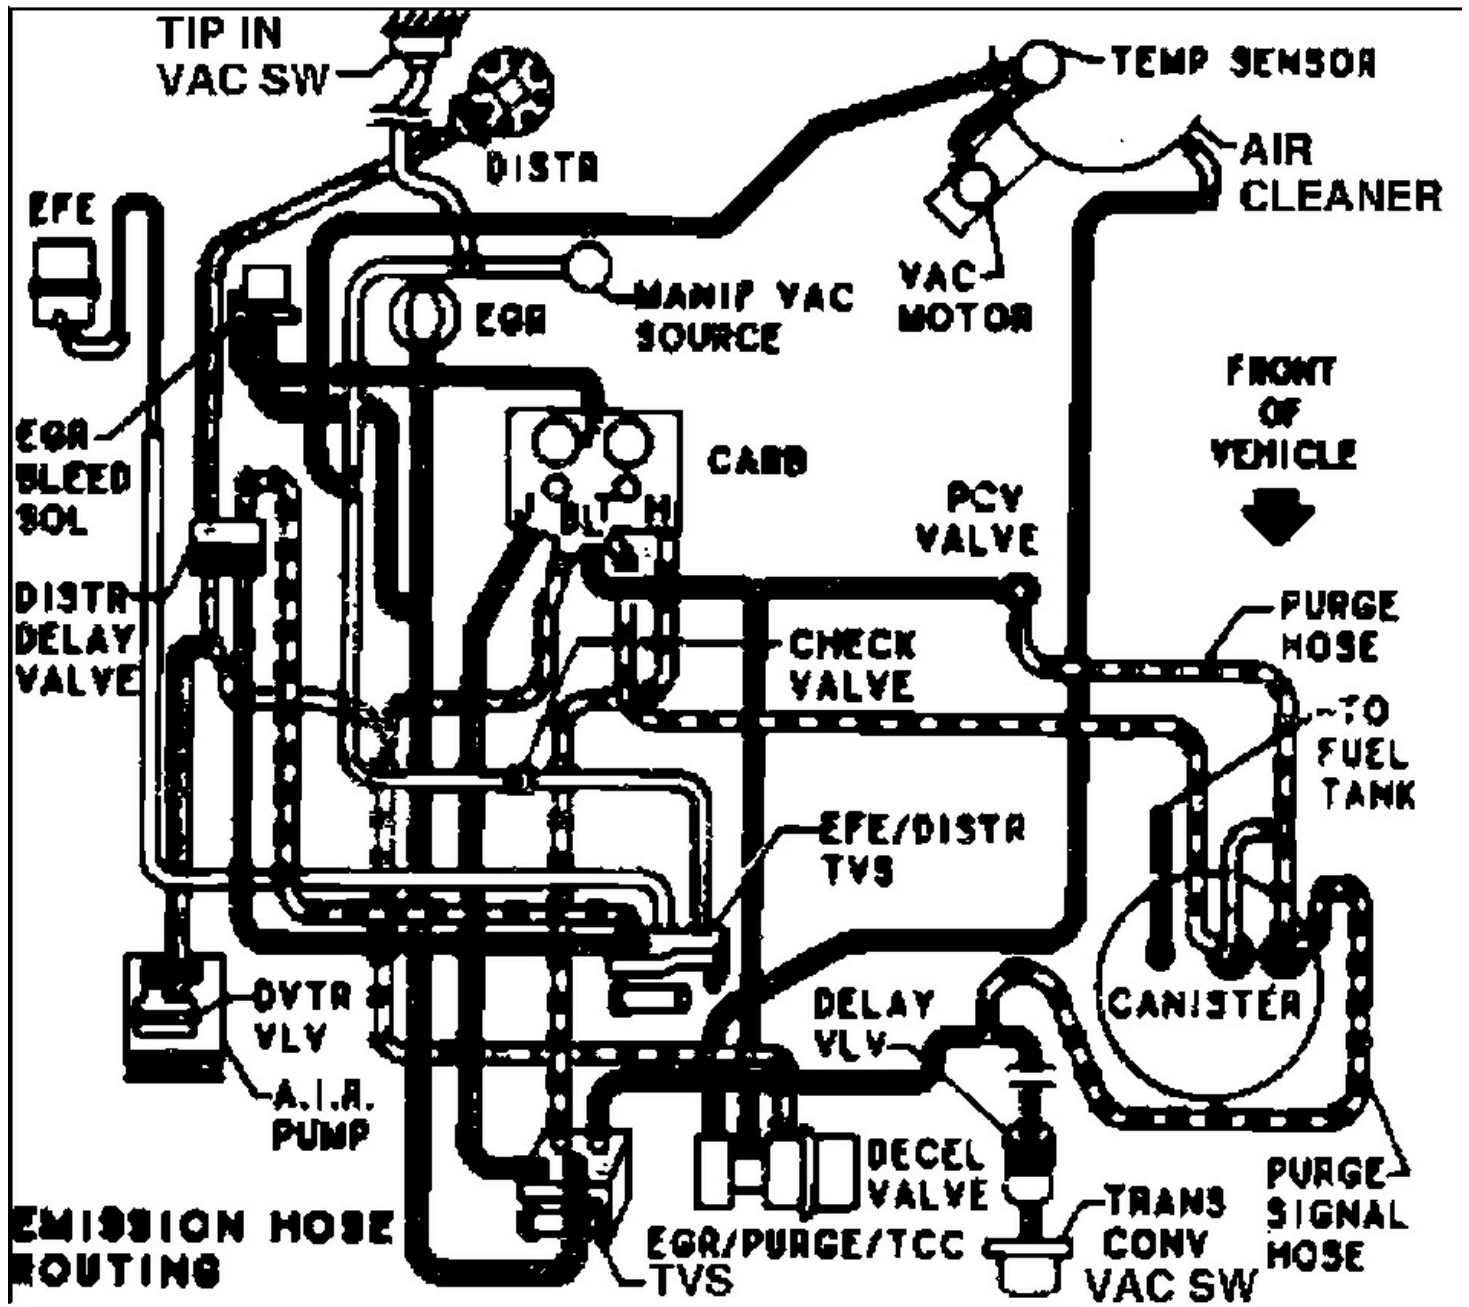 TIP IN
VAC SW
DISTR
TEMP SENSOR
AIR
CLEANER
EFE
VAC
MOTOR
MANIF VAC
SOURCE
EGR
FRONT
OF
VEHICLE
EGR
BLEED
SOL
CARB
J
T
M
PCV
VALVE
DISTR
DELAY
VALVE
CHECK
VALVE
PURGE
HOSE
TO
FUEL
TANK
EFE/DISTR
TVS
DVTR
VLV
A.I.R.
PUMP
DELAY
VLV
CANISTER
DECEL
VALVE
EGR/PURGE/TCC
TVS
TRANS
CONV
VAC SW
PURGE
SIGNAL
HOSE
EMISSION HOSE
ROUTING